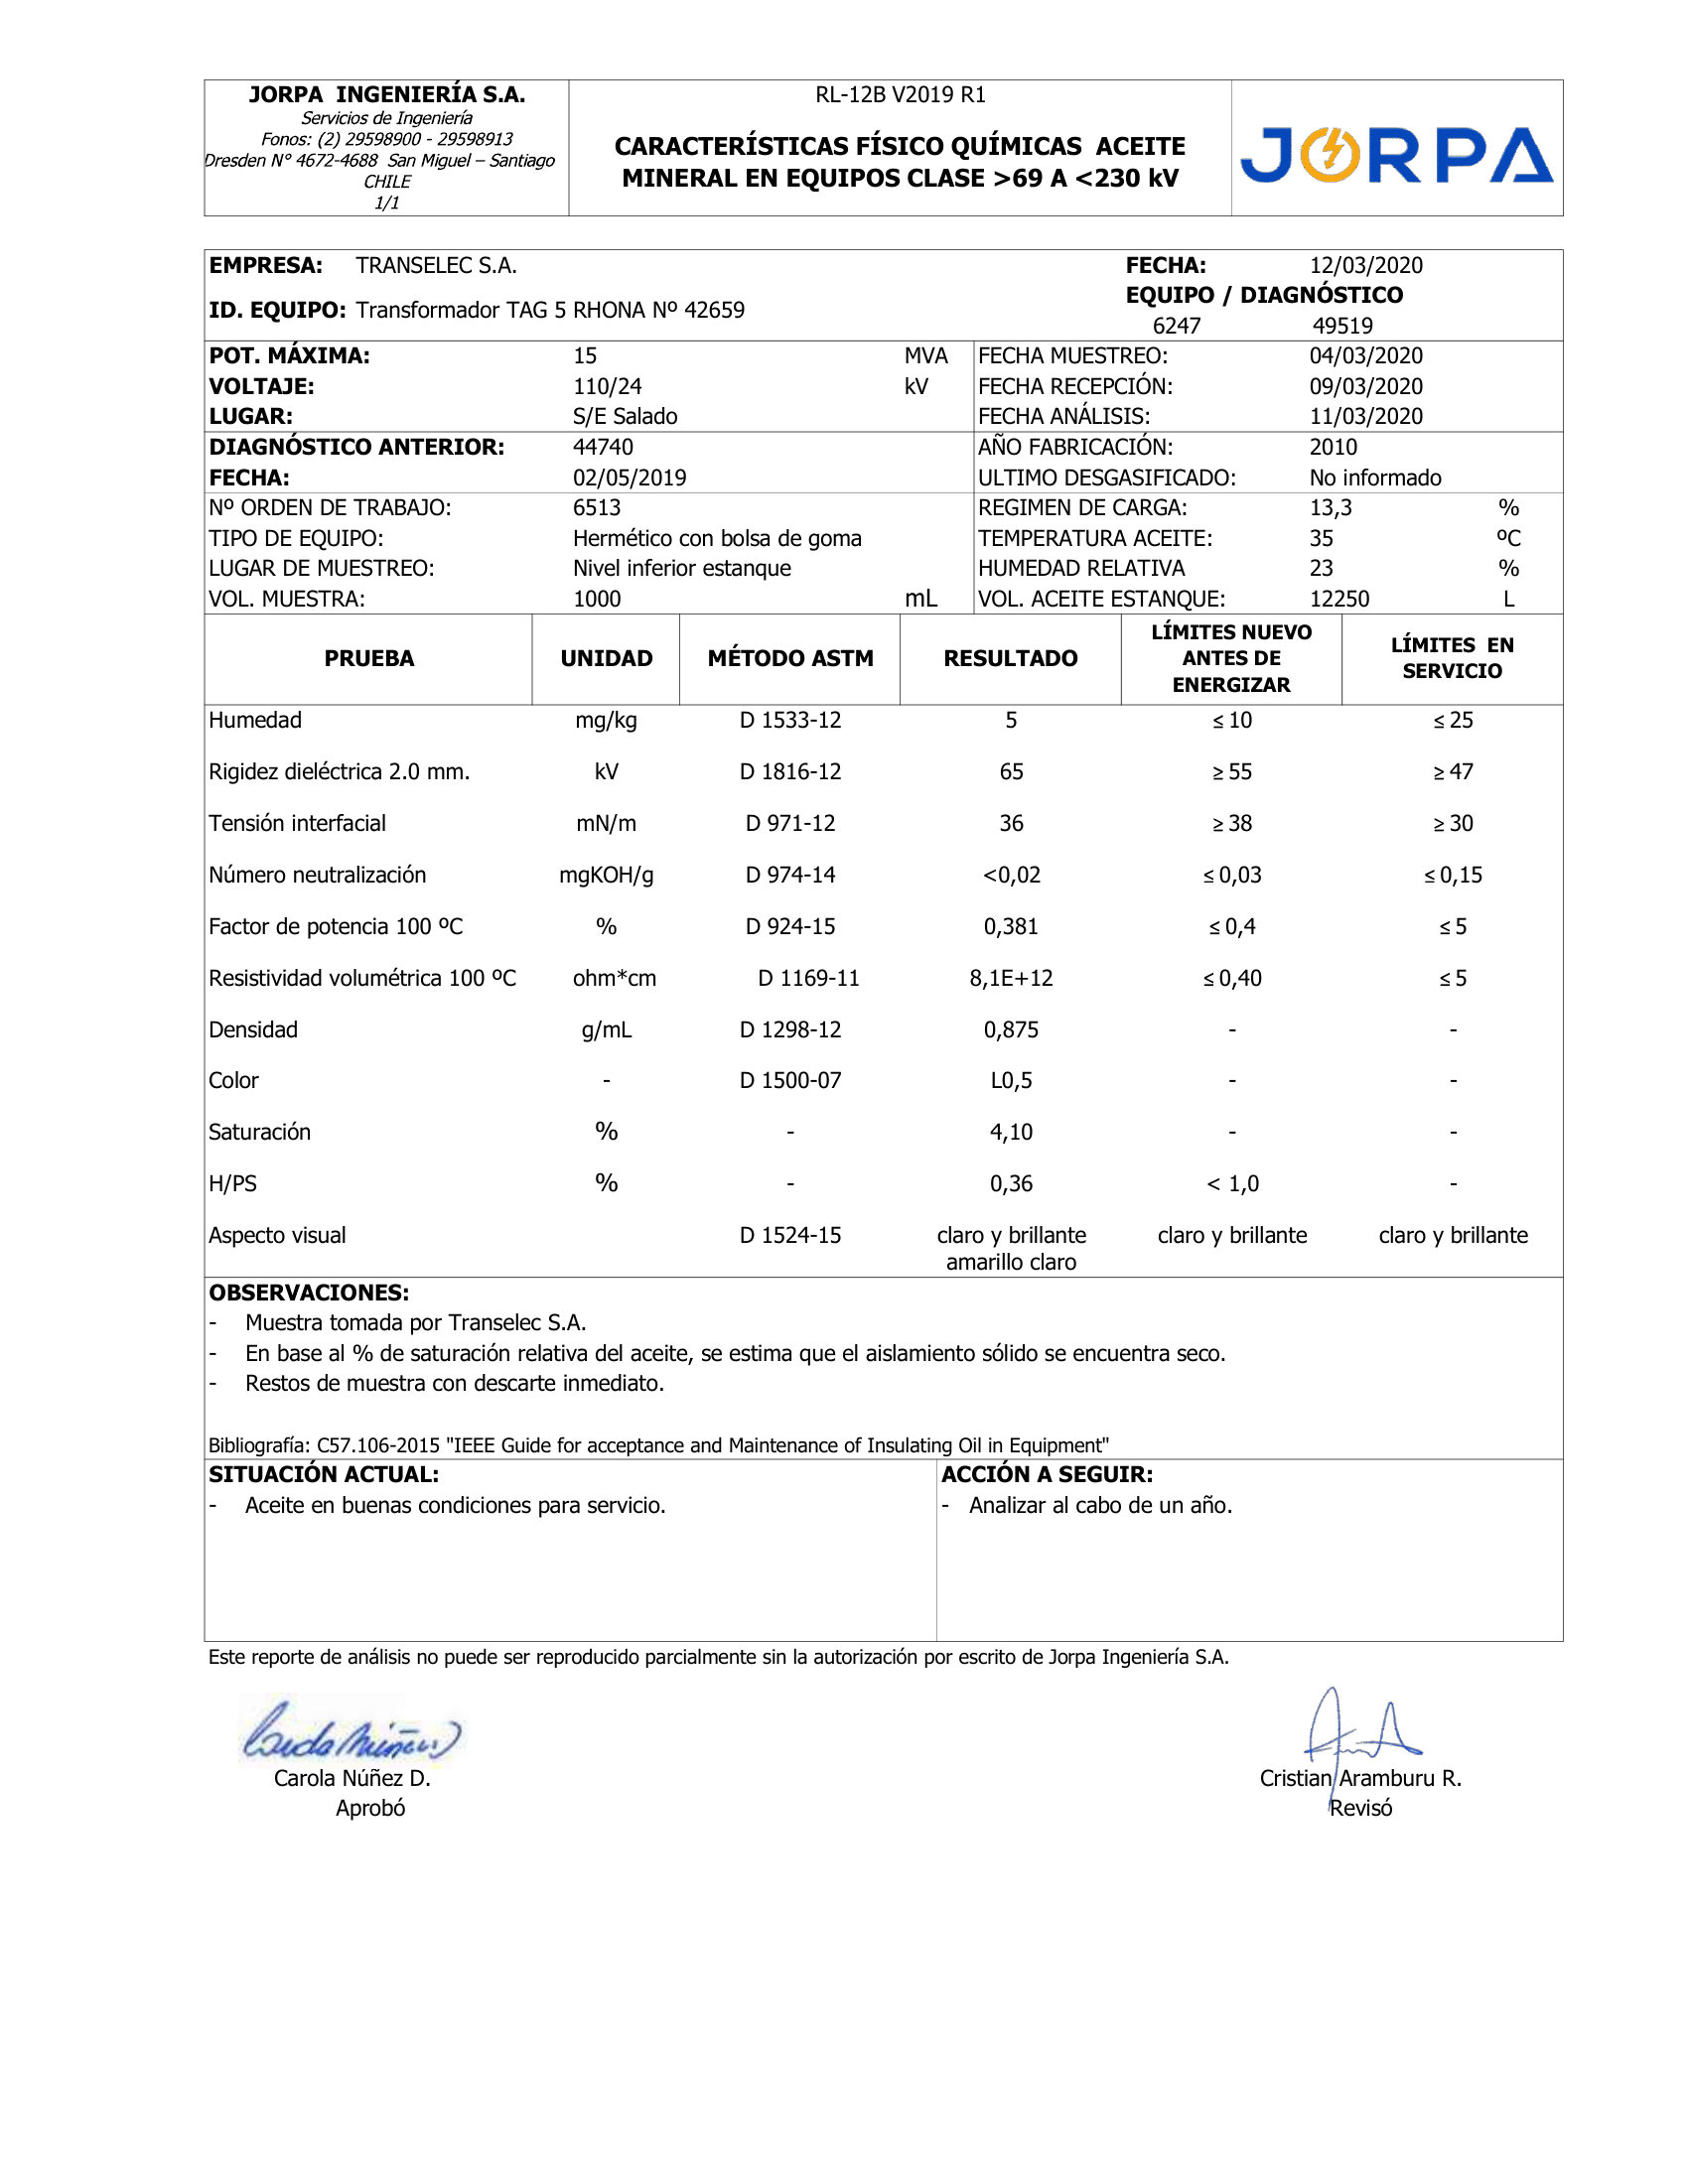 JORPA INGENIERÍA S.A.
Servicios de Ingeniería
Fonos: (2) 29598900 - 29598913
Dresden N° 4672-4688 San Miguel – Santiago
CHILE
1/1
RL-12B V2019 R1
CARACTERÍSTICAS FÍSICO QUÍMICAS ACEITE
MINERAL EN EQUIPOS CLASE >69 A <230 kV
JORPA
EMPRESA: TRANSELEC S.A. FECHA: 12/03/2020
EQUIPO / DIAGNÓSTICO
ID. EQUIPO: Transformador TAG 5 RHONA Nº 42659
6247 49519
POT. MÁXIMA: 15 MVA FECHA MUESTREO: 04/03/2020
VOLTAJE: 110/24 kV FECHA RECEPCIÓN: 09/03/2020
LUGAR: S/E Salado FECHA ANÁLISIS: 11/03/2020
DIAGNÓSTICO ANTERIOR: 44740 AÑO FABRICACIÓN: 2010
FECHA: 02/05/2019 ULTIMO DESGASIFICADO: No informado
Nº ORDEN DE TRABAJO: 6513 REGIMEN DE CARGA: 13,3 %
TIPO DE EQUIPO: Hermético con bolsa de goma TEMPERATURA ACEITE: 35 ºC
LUGAR DE MUESTREO: Nivel inferior estanque HUMEDAD RELATIVA 23 %
VOL. MUESTRA: 1000 mL VOL. ACEITE ESTANQUE: 12250 L
PRUEBA UNIDAD MÉTODO ASTM RESULTADO LÍMITES NUEVO ANTES DE ENERGIZAR LÍMITES EN SERVICIO
Humedad mg/kg D 1533-12 5 ≤ 10 ≤ 25
Rigidez dieléctrica 2.0 mm. kV D 1816-12 65 ≥ 55 ≥ 47
Tensión interfacial mN/m D 971-12 36 ≥ 38 ≥ 30
Número neutralización mgKOH/g D 974-14 <0,02 ≤ 0,03 ≤ 0,15
Factor de potencia 100 ºC % D 924-15 0,381 ≤ 0,4 ≤ 5
Resistividad volumétrica 100 ºC ohm*cm D 1169-11 8,1E+12 ≤ 0,40 ≤ 5
Densidad g/mL D 1298-12 0,875 - -
Color - D 1500-07 L0,5 - -
Saturación % - 4,10 - -
H/PS % - 0,36 < 1,0 -
Aspecto visual D 1524-15 claro y brillante claro y brillante claro y brillante
amarillo claro
OBSERVACIONES:
- Muestra tomada por Transelec S.A.
- En base al % de saturación relativa del aceite, se estima que el aislamiento sólido se encuentra seco.
- Restos de muestra con descarte inmediato.
Bibliografía: C57.106-2015 "IEEE Guide for acceptance and Maintenance of Insulating Oil in Equipment"
SITUACIÓN ACTUAL: ACCIÓN A SEGUIR:
- Aceite en buenas condiciones para servicio. - Analizar al cabo de un año.
Este reporte de análisis no puede ser reproducido parcialmente sin la autorización por escrito de Jorpa Ingeniería S.A.
Carola Núñez D. Cristian Aramburu R.
Aprobó Revisó